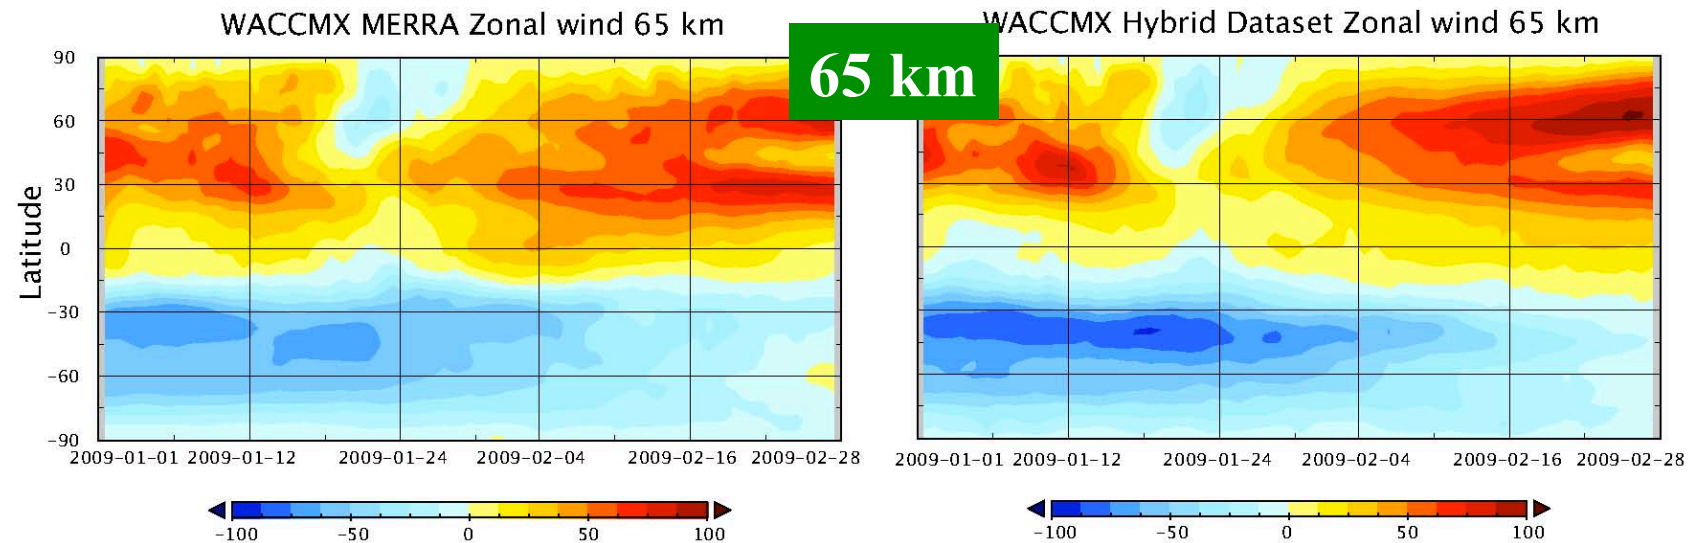 WACCMX MERRA Zonal wind 65 km
65 km
WACCMX Hybrid Dataset Zonal wind 65 km
Latitude
90
60
30
0
-30
-60
-90
2009-01-01 2009-01-12 2009-01-24 2009-02-04 2009-02-16 2009-02-28
2009-01-01 2009-01-12 2009-01-24 2009-02-04 2009-02-16 2009-02-28
-100 -50 0 50 100
-100 -50 0 50 100